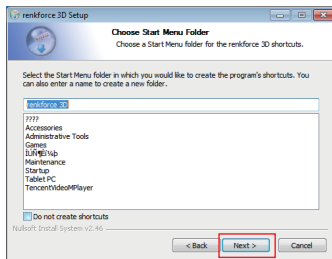 renkforce 3D Setup
Choose Start Menu Folder
Choose a Start Menu folder for the renkforce 3D shortcuts.
Select the Start Menu folder in which you would like to create the program's shortcuts. You
can also enter a name to create a new folder.
renkforce 3D
????
Accessories
Administrative Tools
Games
Maintenance
Startup
Tablet PC
TencentVideoMPlayer
Do not create shortcuts
Nullsoft Install System v2.46
< Back
Next >
Cancel